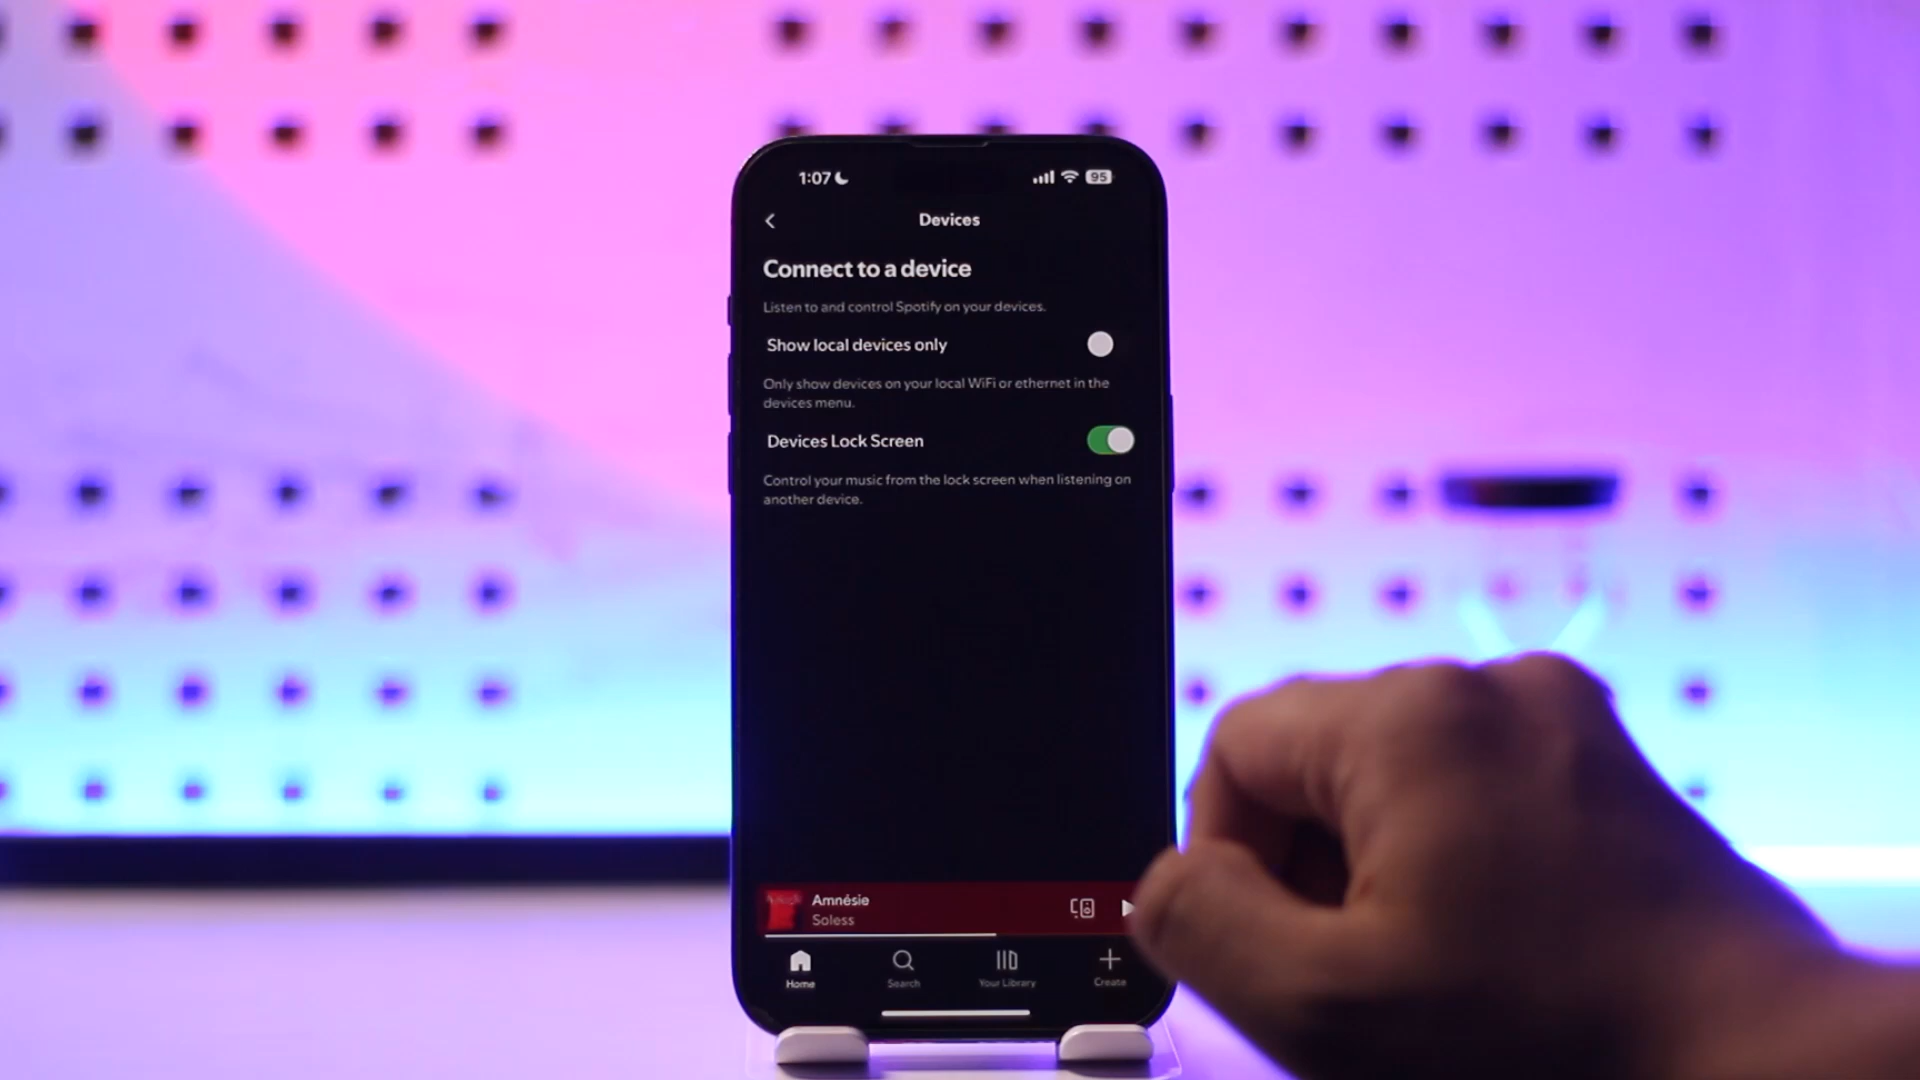 1:07
95
Devices
Connect to a device
Listen to and control Spotify on your devices.
Show local devices only
Only show devices on your local WiFi or ethernet in the
devices menu.
Devices Lock Screen
Control your music from the lock screen when listening on
another device.
Amnésie
Soless
Home
Search
Your Library
Create